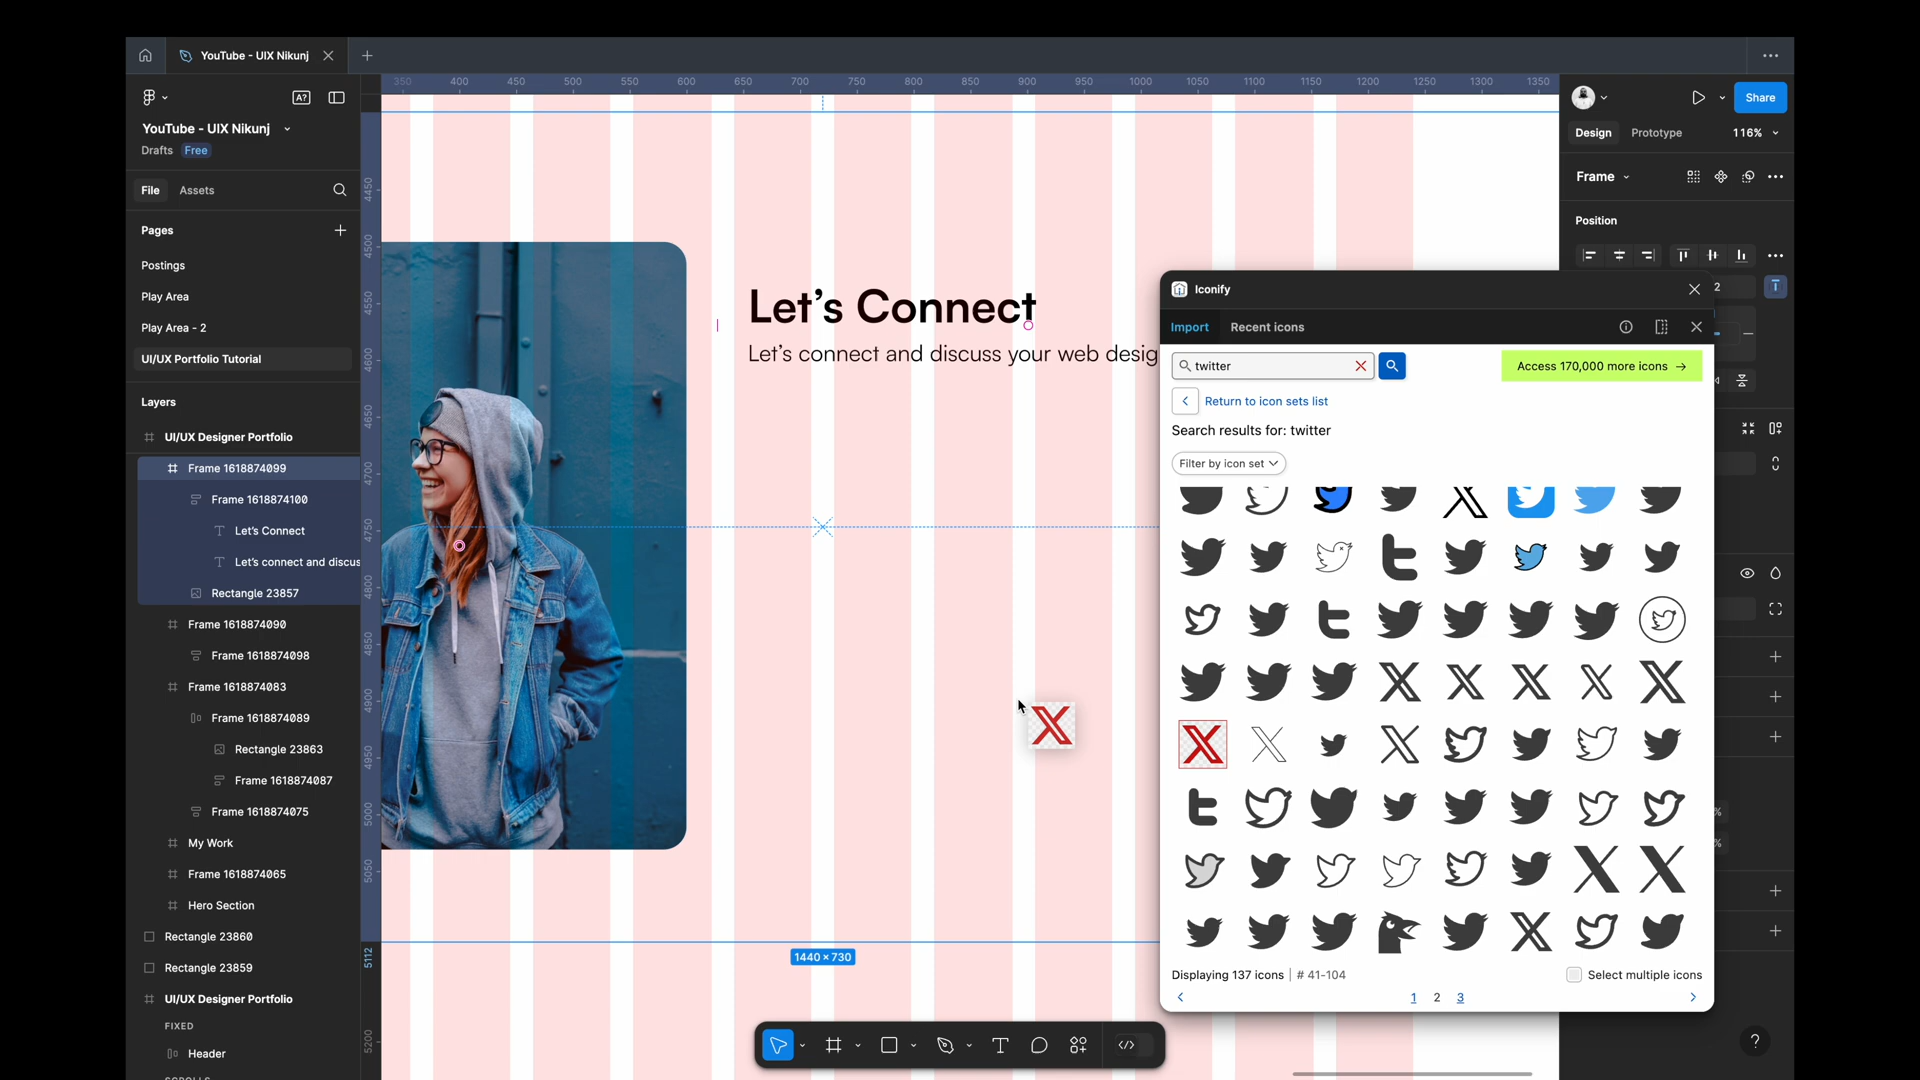 YouTube - UIX Nikunj
350 400 450 500 550 600 650 700 750 800 850 900 950 1000 1050 1100 1150 1200 1250 1300 1350
A?
Share
YouTube - UIX Nikunj
Drafts Free
Design Prototype 116%
File Assets
Frame
Pages
Position
Postings
Play Area
Play Area - 2
UI/UX Portfolio Tutorial
Layers
UI/UX Designer Portfolio
Frame 1618874099
Frame 1618874100
Let's Connect
Let's connect and discus
Rectangle 23857
Frame 1618874090
Frame 1618874098
Frame 1618874083
Frame 1618874089
Rectangle 23863
Frame 1618874087
Frame 1618874075
My Work
Frame 1618874065
Hero Section
Rectangle 23860
Rectangle 23859
UI/UX Designer Portfolio
FIXED
Header
4450
4500
4550
4600
4650
4700
4750
4800
4850
4900
4950
5000
5050
5112
5200
Let's Connect
Let's connect and discuss your web desig
1440 × 730
Iconify
Import Recent icons
twitter
Access 170,000 more icons →
Return to icon sets list
Search results for: twitter
Filter by icon set
Displaying 137 icons | # 41-104
Select multiple icons
1 2 3
2
%
%
?